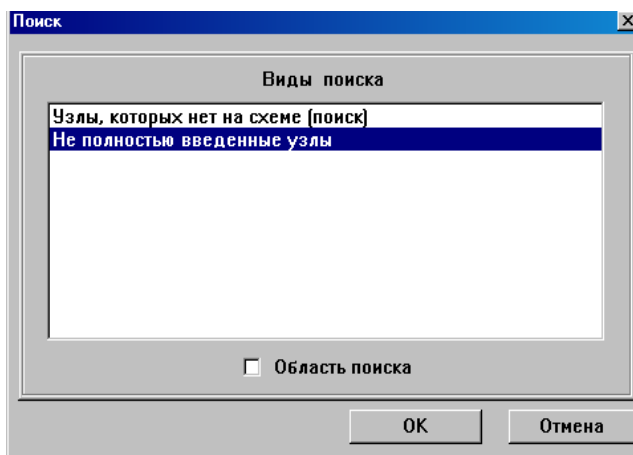 Поиск
Виды поиска
Узлы, которых нет на схеме (поиск)
Не полностью введенные узлы
Область поиска
OK
Отмена